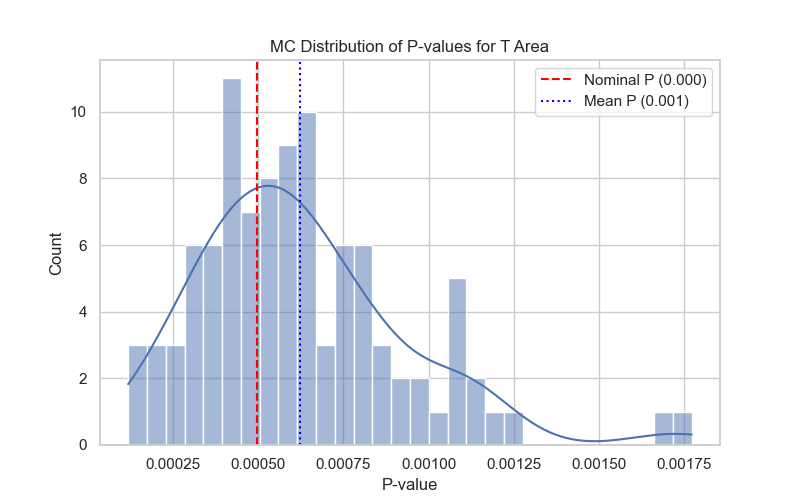 MC Distribution of P-values for T Area
Nominal P (0.000)
Mean P (0.001)
Count
10
8
6
4
2
0
0.00025 0.00050 0.00075 0.00100 0.00125 0.00150 0.00175
P-value